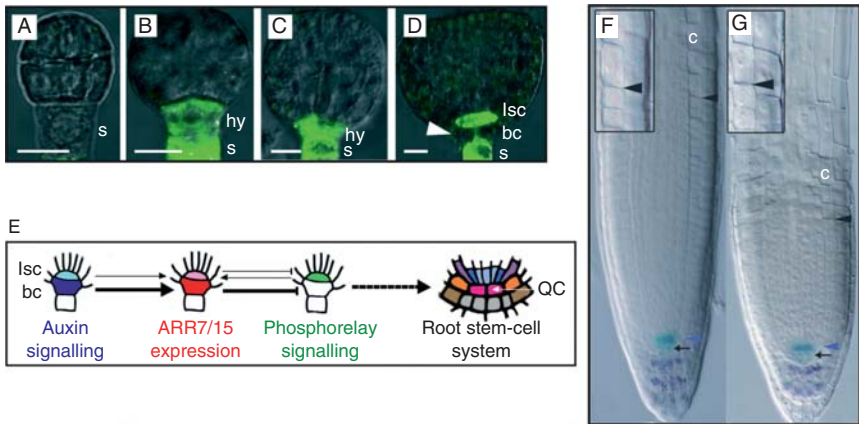 A
B
C
D
s
hy
s
hy
s
lsc
bc
s
E
lsc
bc
Auxin
signalling
ARR7/15
expression
Phosphorelay
signalling
Root stem-cell
system
QC
F
c
G
c